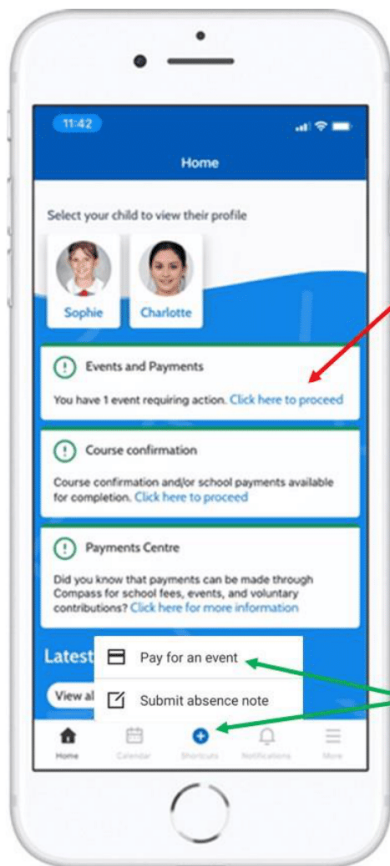 11:42
Home
Select your child to view their profile
Sophie
Charlotte
Events and Payments
You have 1 event requiring action. Click here to proceed
Course confirmation
Course confirmation and/or school payments available
for completion. Click here to proceed
Payments Centre
Did you know that payments can be made through
Compass for school fees, events, and voluntary
contributions? Click here for more information
Latest
Pay for an event
View al
Submit absence note
Home
Calendar
Shortcuts
Notifications
More